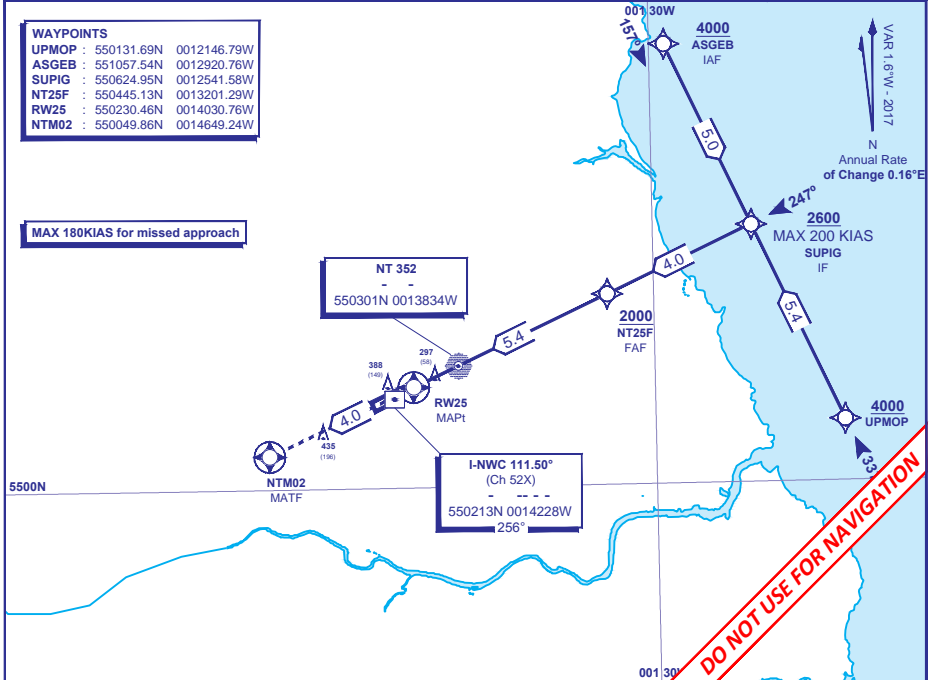 WAYPOINTS
UPMOP : 550131.69N 0012146.79W
ASGEB : 551057.54N 0012920.76W
SUPIG : 550624.95N 0012541.58W
NT25F : 550445.13N 0013201.29W
RW25 : 550230.46N 0014030.76W
NTM02 : 550049.86N 0014649.24W
MAX 180KIAS for missed approach
001 30W
157°
4000
ASGEB
IAF
VAR 1.6°W - 2017
N
Annual Rate
of Change 0.16°E
5.0
247°
2600
MAX 200 KIAS
SUPIG
IF
4.0
NT 352
- -
550301N 0013834W
2000
NT25F
FAF
5.4
5.4
297
(58)
388
(149)
RW25
MAPt
4.0
435
(196)
4000
UPMOP
33
NTM02
MATF
5500N
I-NWC 111.50°
(Ch 52X)
- -- - -
550213N 0014228W
256°
DO NOT USE FOR NAVIGATION
001 30